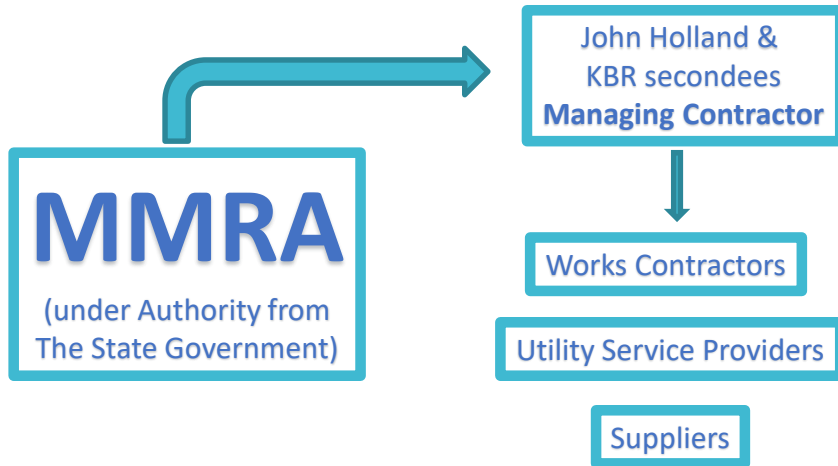 John Holland &
KBR secondees
Managing Contractor
MMRA
(under Authority from
The State Government)
Works Contractors
Utility Service Providers
Suppliers